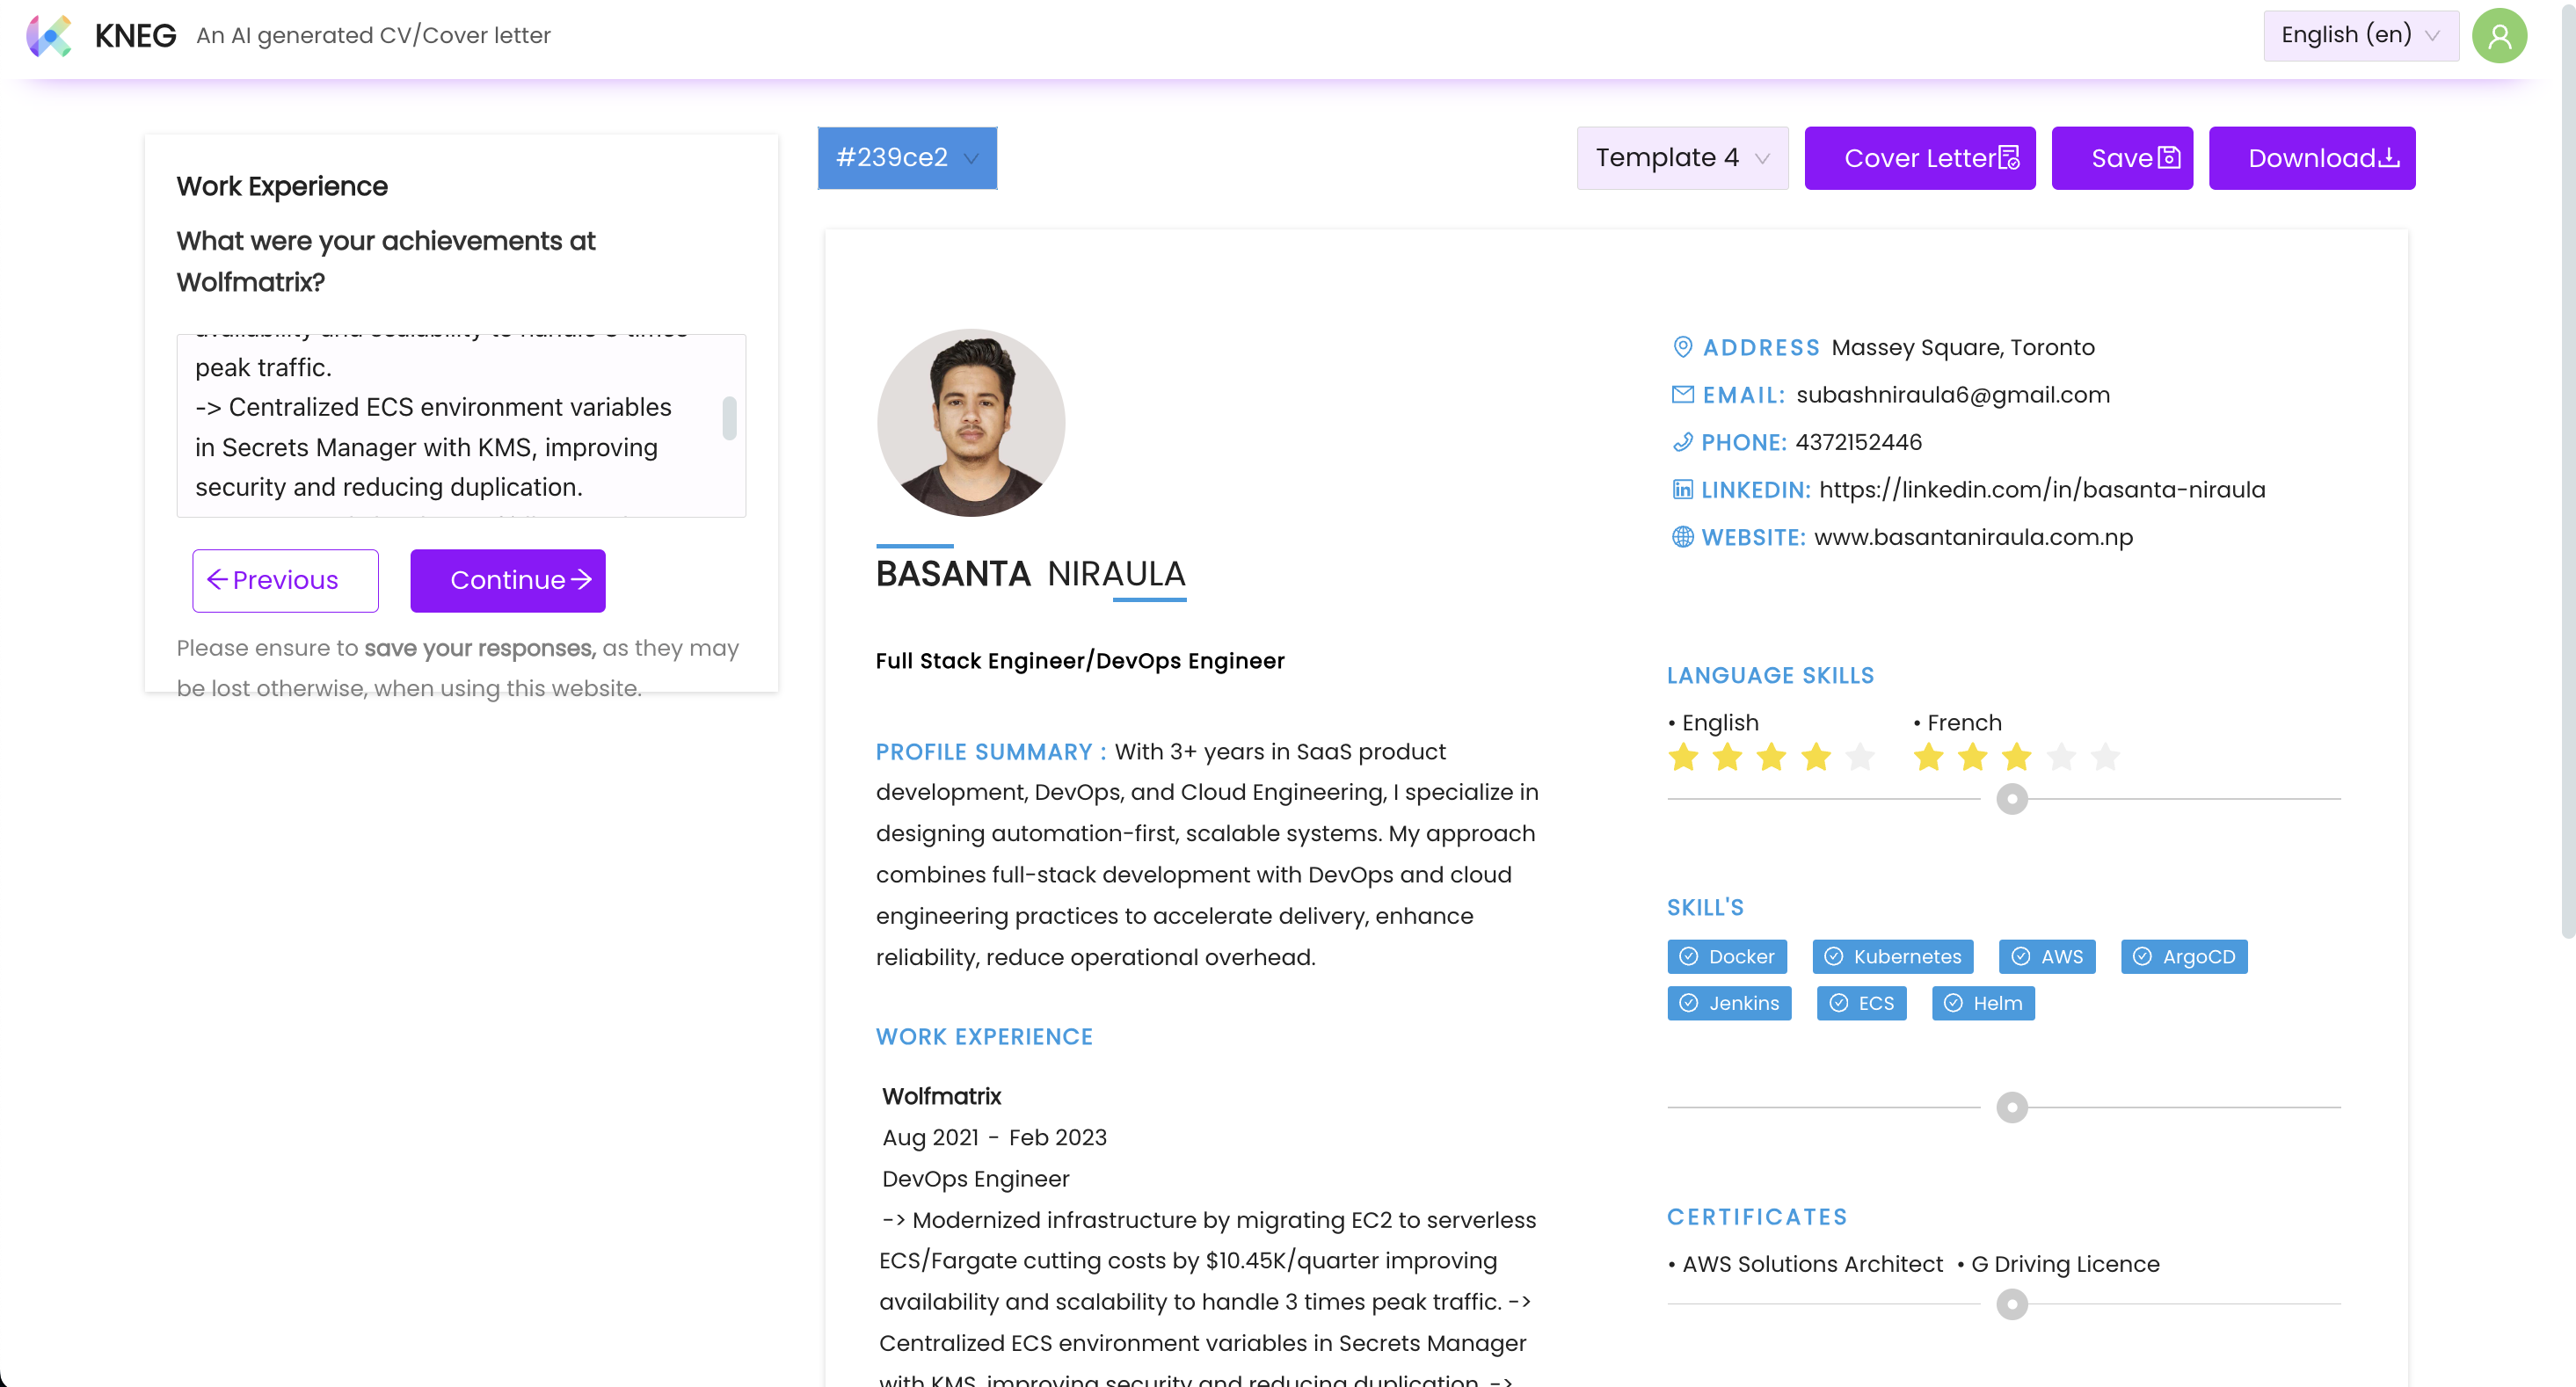 KNEG An AI generated CV/Cover letter
English (en)
Work Experience
What were your achievements at
Wolfmatrix?
availability and scalability to handle 3 times
peak traffic.
-> Centralized ECS environment variables
in Secrets Manager with KMS, improving
security and reducing duplication.
Previous
Continue
Please ensure to save your responses, as they may
be lost otherwise, when using this website.
#239ce2
Template 4
Cover Letter
Save
Download
BASANTA NIRAULA
Full Stack Engineer/DevOps Engineer
PROFILE SUMMARY : With 3+ years in SaaS product
development, DevOps, and Cloud Engineering, I specialize in
designing automation-first, scalable systems. My approach
combines full-stack development with DevOps and cloud
engineering practices to accelerate delivery, enhance
reliability, reduce operational overhead.
WORK EXPERIENCE
Wolfmatrix
Aug 2021 - Feb 2023
DevOps Engineer
-> Modernized infrastructure by migrating EC2 to serverless
ECS/Fargate cutting costs by $10.45K/quarter improving
availability and scalability to handle 3 times peak traffic. ->
Centralized ECS environment variables in Secrets Manager
with KMS, improving security and reducing duplication. ->
ADDRESS Massey Square, Toronto
EMAIL: subashniraula6@gmail.com
PHONE: 4372152446
LINKEDIN: https://linkedin.com/in/basanta-niraula
WEBSITE: www.basantaniraula.com.np
LANGUAGE SKILLS
• English • French
SKILL'S
Docker Kubernetes AWS ArgoCD
Jenkins ECS Helm
CERTIFICATES
• AWS Solutions Architect • G Driving Licence